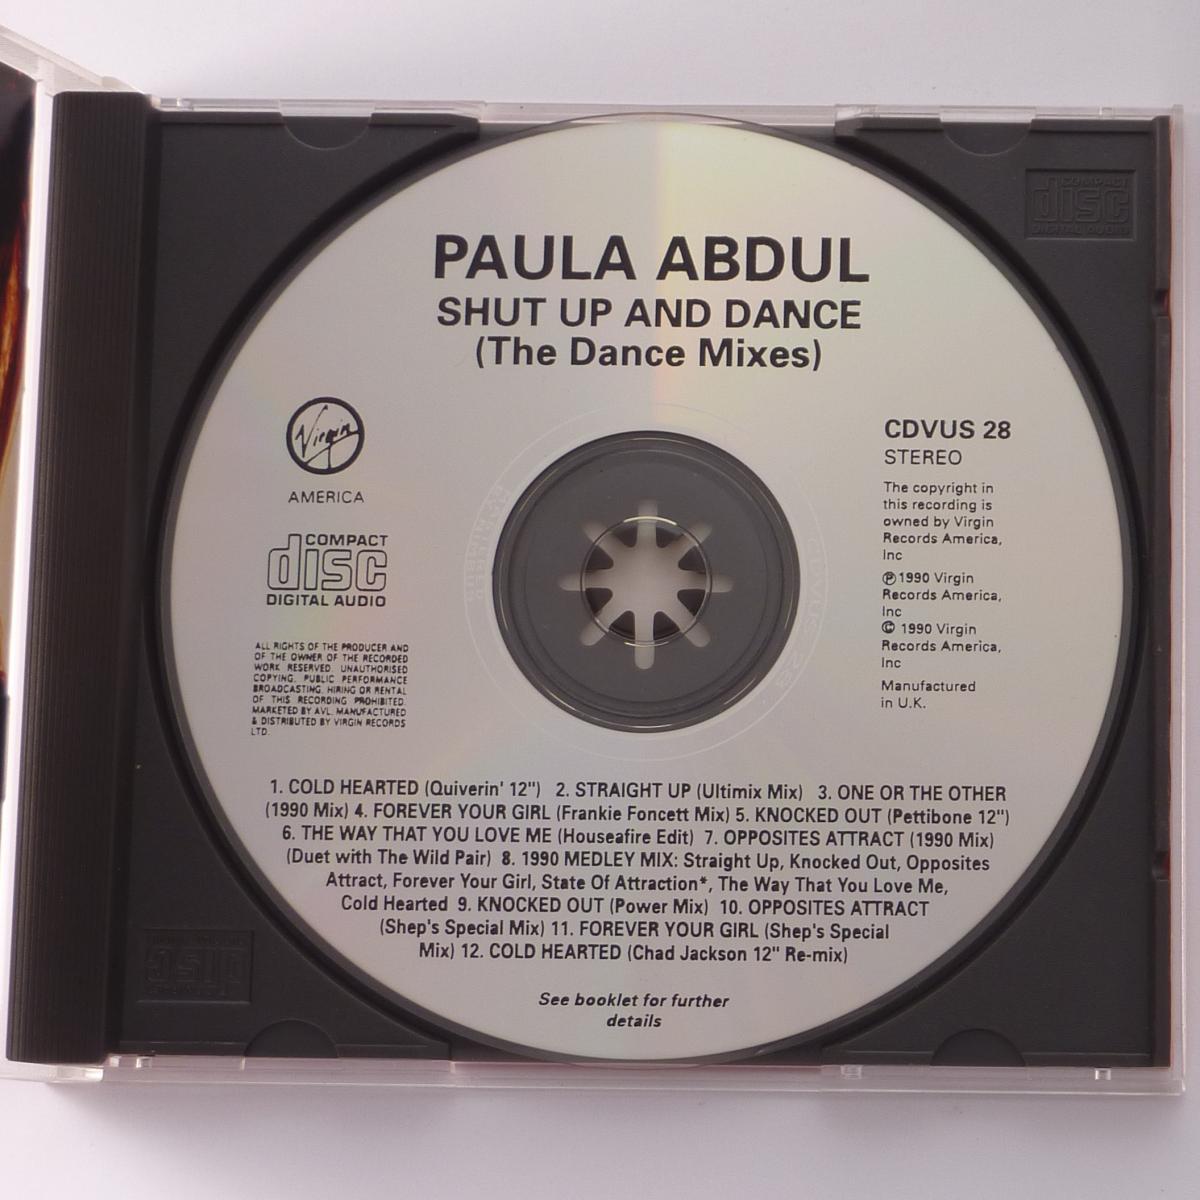 PAULA ABDUL
SHUT UP AND DANCE
(The Dance Mixes)
Virgin
AMERICA
COMPACT
disc
DIGITAL AUDIO
ALL RIGHTS OF THE PRODUCER AND
OF THE OWNER OF THE RECORDED
WORK RESERVED. UNAUTHORISED
COPYING, PUBLIC PERFORMANCE
BROADCASTING, HIRING OR RENTAL
OF THIS RECORDING PROHIBITED.
MARKETED BY AVL. MANUFACTURED
& DISTRIBUTED BY VIRGIN RECORDS
LTD.
CDVUS 28
STEREO
The copyright in
this recording is
owned by Virgin
Records America,
Inc
℗ 1990 Virgin
Records America,
Inc
© 1990 Virgin
Records America,
Inc
Manufactured
in U.K.
1. COLD HEARTED (Quiverin' 12") 2. STRAIGHT UP (Ultimix Mix) 3. ONE OR THE OTHER
(1990 Mix) 4. FOREVER YOUR GIRL (Frankie Foncett Mix) 5. KNOCKED OUT (Pettibone 12")
6. THE WAY THAT YOU LOVE ME (Houseafire Edit) 7. OPPOSITES ATTRACT (1990 Mix)
(Duet with The Wild Pair) 8. 1990 MEDLEY MIX: Straight Up, Knocked Out, Opposites
Attract, Forever Your Girl, State Of Attraction*, The Way That You Love Me,
Cold Hearted 9. KNOCKED OUT (Power Mix) 10. OPPOSITES ATTRACT
(Shep's Special Mix) 11. FOREVER YOUR GIRL (Shep's Special
Mix) 12. COLD HEARTED (Chad Jackson 12" Re-mix)
See booklet for further
details
COMPACT
disc
DIGITAL AUDIO
disc
CDVUS 28